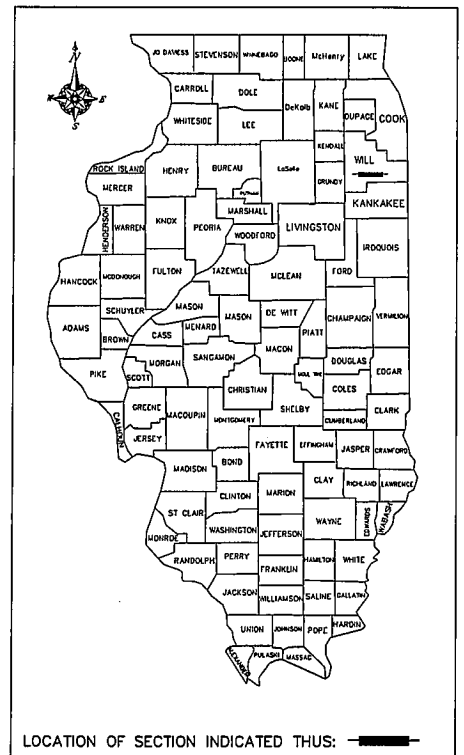 JO DAVIESS STEVENSON WINNEBAGO BOONE McHenry LAKE
N
CARROLL DOLE DeKalb KANE
W E
S
DUPAGE COOK
WHITESIDE LEE
KENDALL
WILL
ROCK ISLAND HENRY BUREAU LaSalle
GRUNDY
MERCER PUTNAM
KANKAKEE
MARSHALL
HENDERSON WARREN KNOX PEORIA LIVINGSTON
WOODFORD
IROQUOIS
HANCOCK MCDONOUGH FULTON TAZEWELL MCLEAN FORD
MASON
SCHUYLER MASON DE WITT
CHAMPAIGN VERMILION
ADAMS BROWN CASS MENARD PIATT
MACON
MORGAN SANGAMON DOUGLAS
PIKE SCOTT MOULTRIE COLES EDGAR
CHRISTIAN
GREENE MACOUPIN SHELBY
CALHOUN MONTGOMERY CUMBERLAND CLARK
JERSEY
FAYETTE EFFINGHAM JASPER CRAWFORD
MADISON BOND
CLAY RICHLAND LAWRENCE
CLINTON MARION
ST CLAIR WAYNE EDWARDS WABASH
WASHINGTON JEFFERSON
MONROE
RANDOLPH PERRY HAMILTON WHITE
FRANKLIN
JACKSON WILLIAMSON SALINE GALLATIN
UNION JOHNSON POPE HARDIN
ALEXANDER PULASKI MASSAC
LOCATION OF SECTION INDICATED THUS: